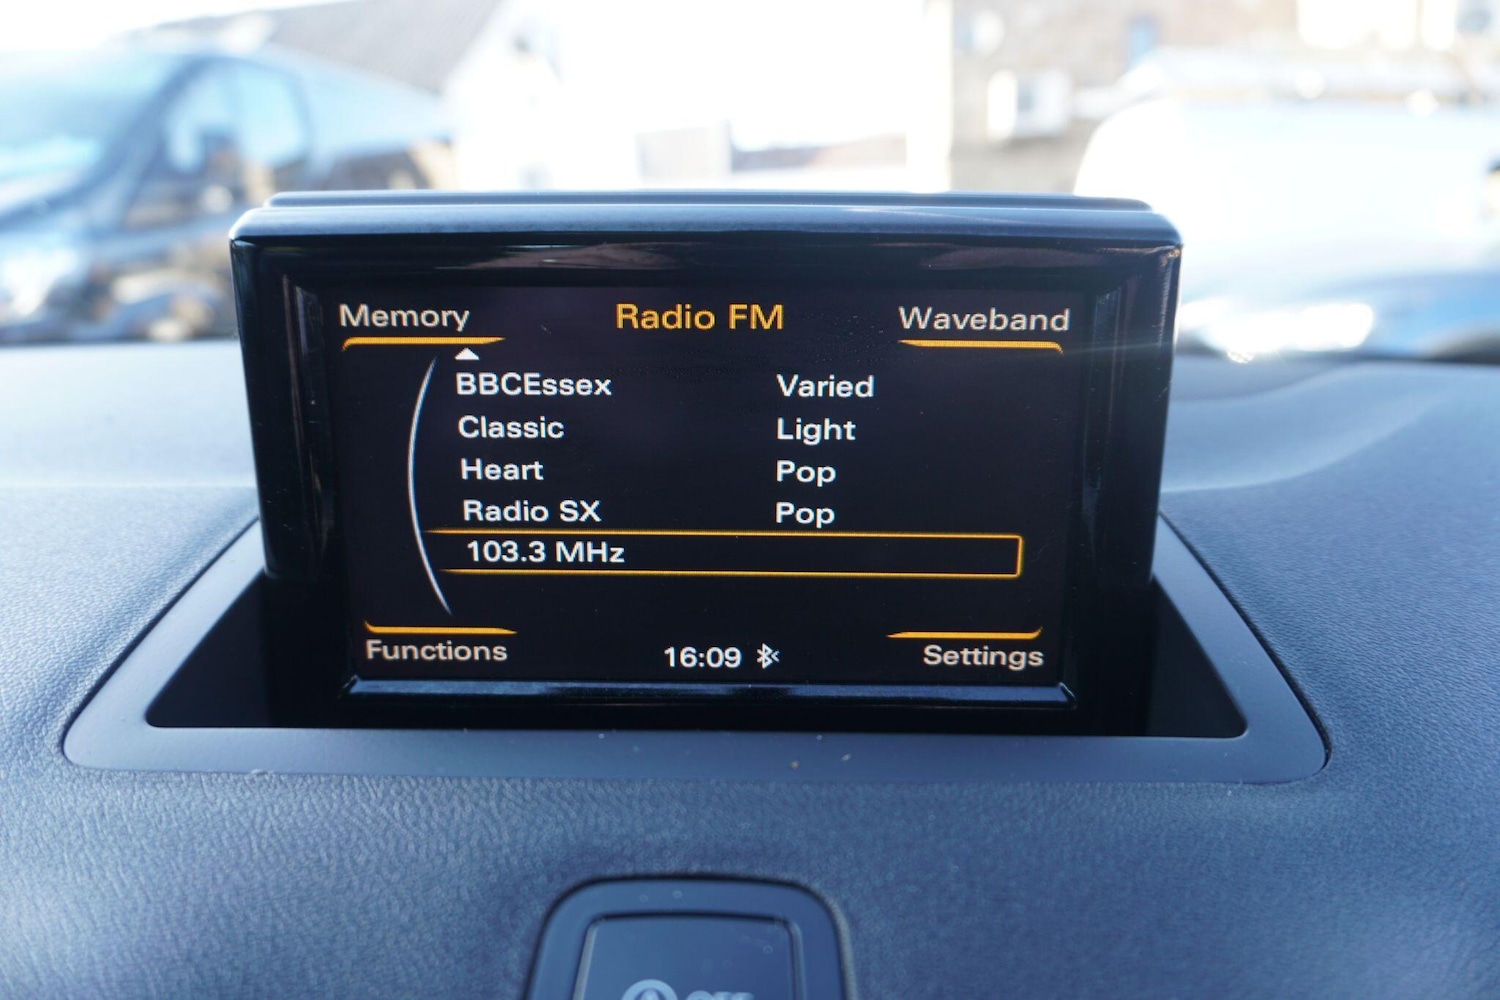 Memory Radio FM Waveband
BBCEssex Varied
Classic Light
Heart Pop
Radio SX Pop
103.3 MHz
Functions 16:09 Settings